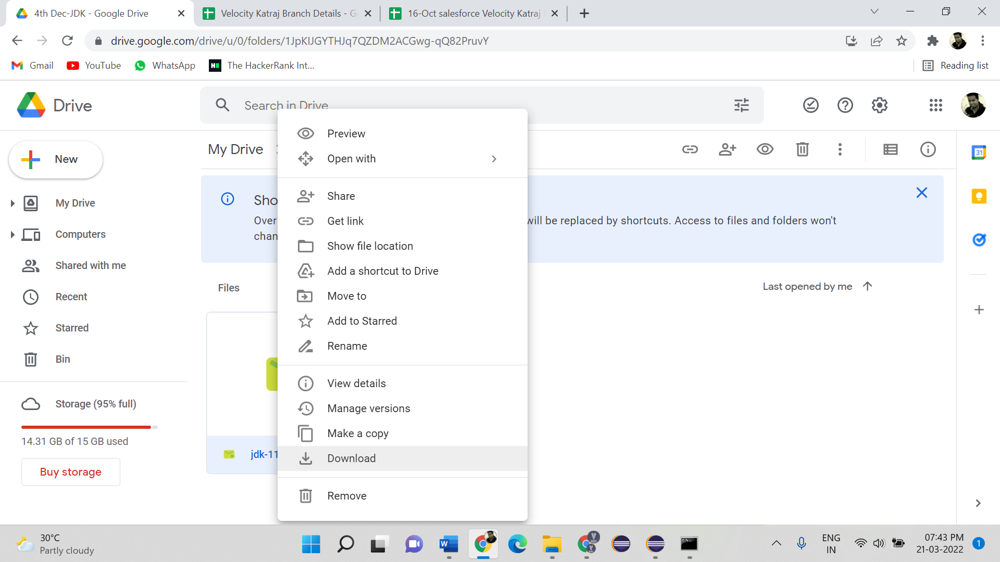 4th Dec-JDK - Google Drive
Velocity Katraj Branch Details - G
16-Oct salesforce Velocity Katraj
drive.google.com/drive/u/0/folders/1JpKIJGYTHJq7QZDM2ACGwg-qQ82PruvY
Gmail
YouTube
WhatsApp
The HackerRank Int...
Reading list
Drive
Search in Drive
New
My Drive
Computers
Shared with me
Recent
Starred
Bin
Storage (95% full)
14.31 GB of 15 GB used
Buy storage
My Drive
Sho
Over
will be replaced by shortcuts. Access to files and folders won't
chan
Files
Last opened by me
jdk-11
Preview
Open with
Share
Get link
Show file location
Add a shortcut to Drive
Move to
Add to Starred
Rename
View details
Manage versions
Make a copy
Download
Remove
31
30°C
Partly cloudy
ENG
IN
07:43 PM
21-03-2022
1